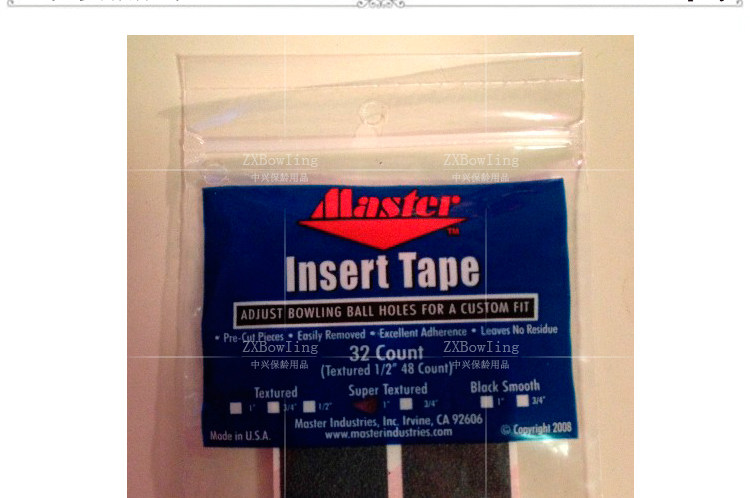 ZXBowling ZXBowling
中兴保龄用品 中兴保龄用品
Master
TM
Insert Tape
ADJUST BOWLING BALL HOLES FOR A CUSTOM FIT
• Pre-Cut Pieces • Easily Removed • Excellent Adherence • Leaves No Residue
32 Count
ZXBowling ZXBowling
(Textured 1/2" 48 Count)
中兴保龄用品 中兴保龄用品
Textured Super Textured Black Smooth
1" 3/4" 1/2" 1" 3/4" 1" 3/4"
Master Industries, Inc. Irvine, CA 92606
Made in U.S.A. www.masterindustries.com © Copyright 2008